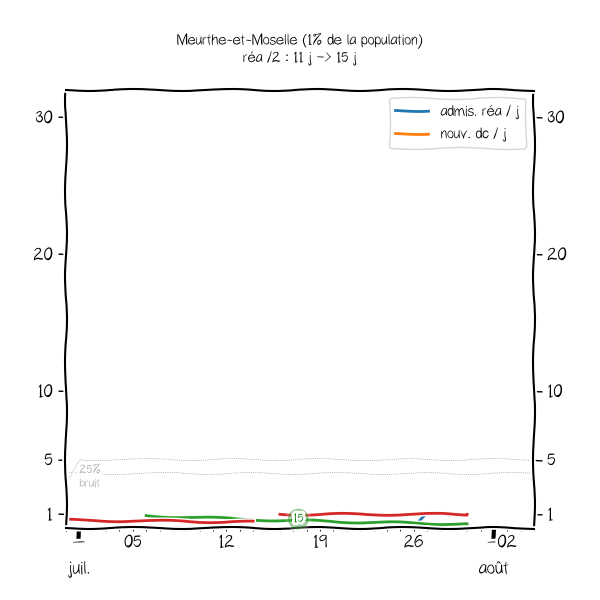 Meurthe-et-Moselle (1% de la population)
réa /2 : 11 j -> 15 j
admis. réa / j
nouv. dc / j
30
30
20
20
10
10
5
5
25%
bruit
1
15
1
05
12
19
26
02
juil.
août